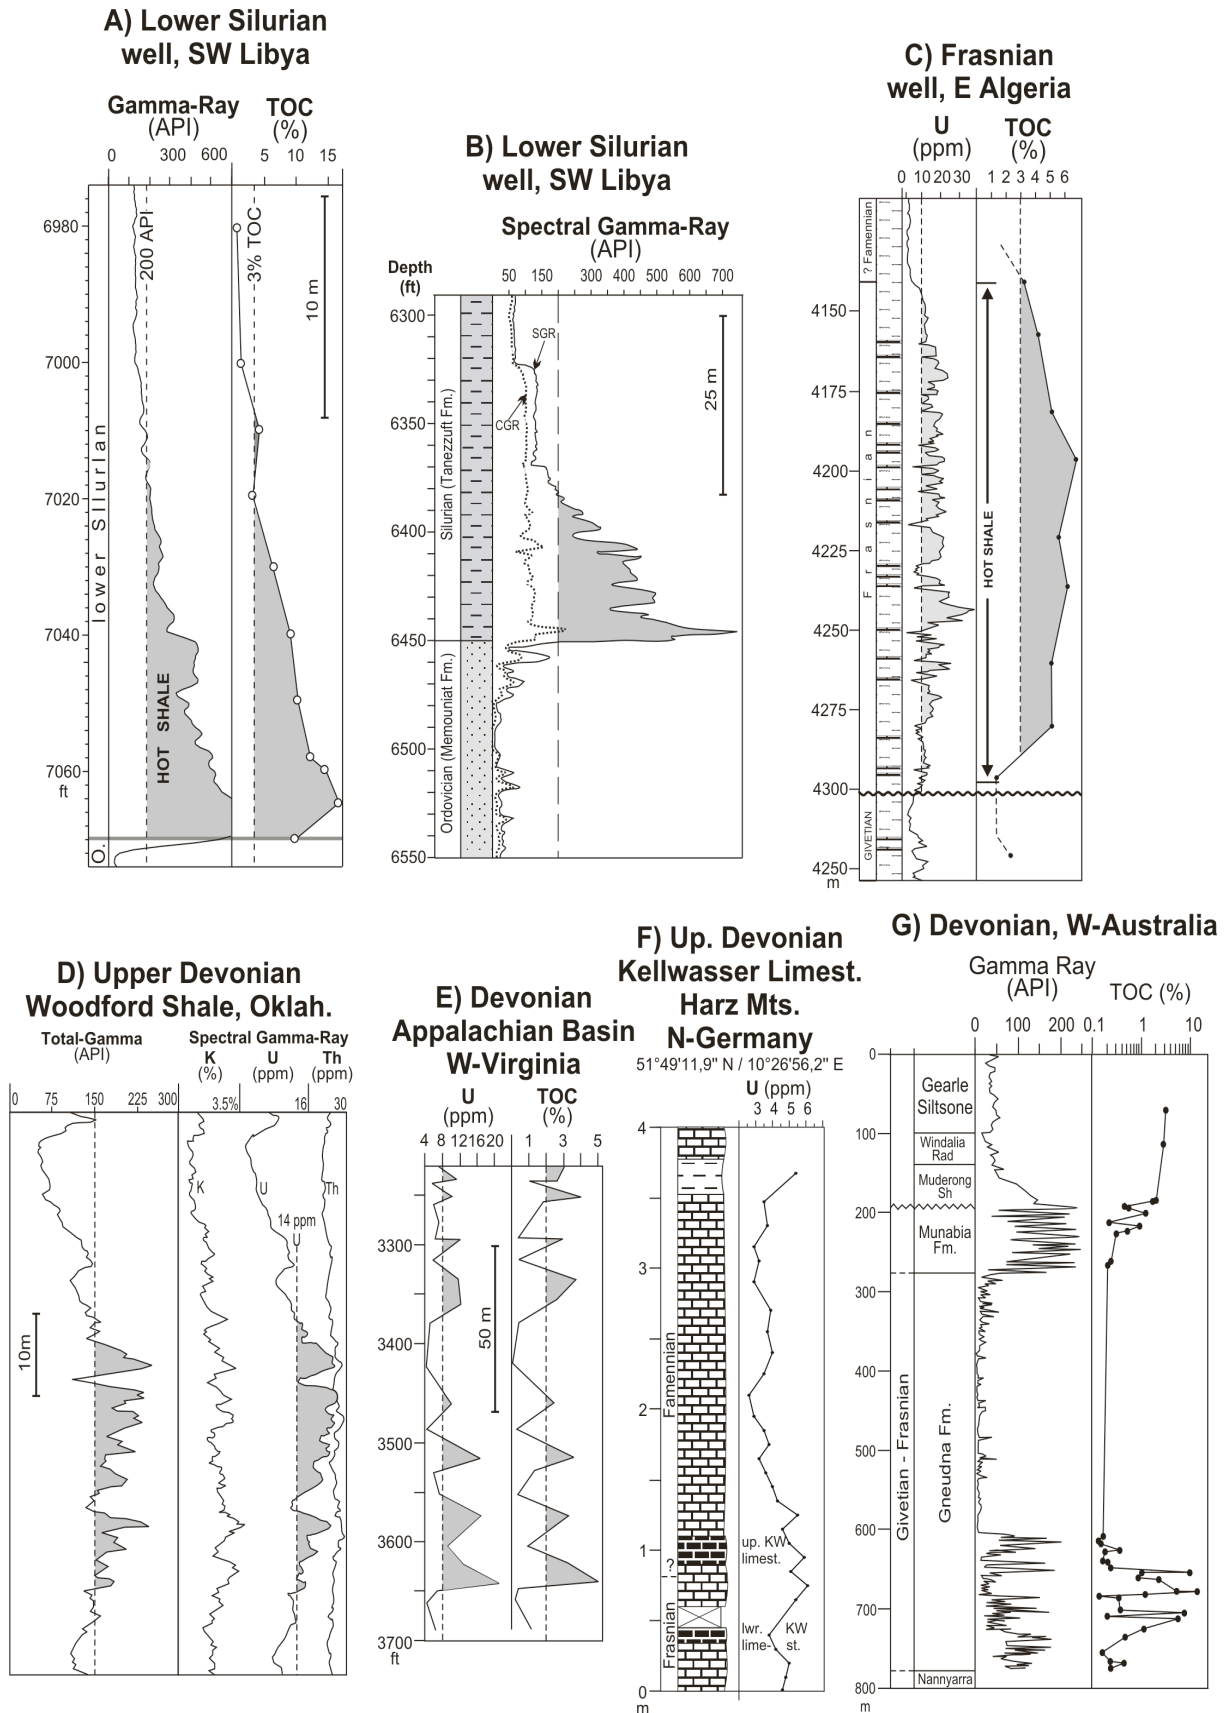 A) Lower Silurian
well, SW Libya
Gamma-Ray
(API)
TOC
(%)
0 300 600 5 10 15
6980
7000
7020
7040
7060
ft
lower Silurian
O.
200 API
3% TOC
10 m
HOT SHALE
B) Lower Silurian
well, SW Libya
Spectral Gamma-Ray
(API)
Depth
(ft)
50 150 300 400 500 600 700
6300
6350
6400
6450
6500
6550
Silurian (Tanezzuft Fm.)
Ordovician (Memouniat Fm.)
SGR
CGR
25 m
C) Frasnian
well, E Algeria
U
(ppm)
TOC
(%)
0 10 20 30 1 2 3 4 5 6
4150
4175
4200
4225
4250
4275
4300
4250
m
? Famennian
Frasnian
GIVETIAN
HOT SHALE
D) Upper Devonian
Woodford Shale, Oklah.
Total-Gamma
(API)
Spectral Gamma-Ray
K
(%)
U
(ppm)
Th
(ppm)
0 75 150 225 300 3.5% 16 30
K
U
Th
14 ppm
U
10m
E) Devonian
Appalachian Basin
W-Virginia
U
(ppm)
TOC
(%)
4 8 12 16 20 1 3 5
3300
3400
3500
3600
3700
ft
50 m
F) Up. Devonian
Kellwasser Limest.
Harz Mts.
N-Germany
51°49'11,9" N / 10°26'56,2" E
U (ppm)
3 4 5 6
4
3
2
1
0
m
Famennian
?
Frasnian
up. KW
limest.
lwr. KW
lime- st.
G) Devonian, W-Australia
Gamma Ray
(API)
TOC (%)
0 100 200 0.1 1 10
0
100
200
300
400
500
600
700
800
Gearle
Siltsone
Windalia
Rad
Muderong
Sh
Munabia
Fm.
Givetian - Frasnian
Gneudna Fm.
Nannyarra